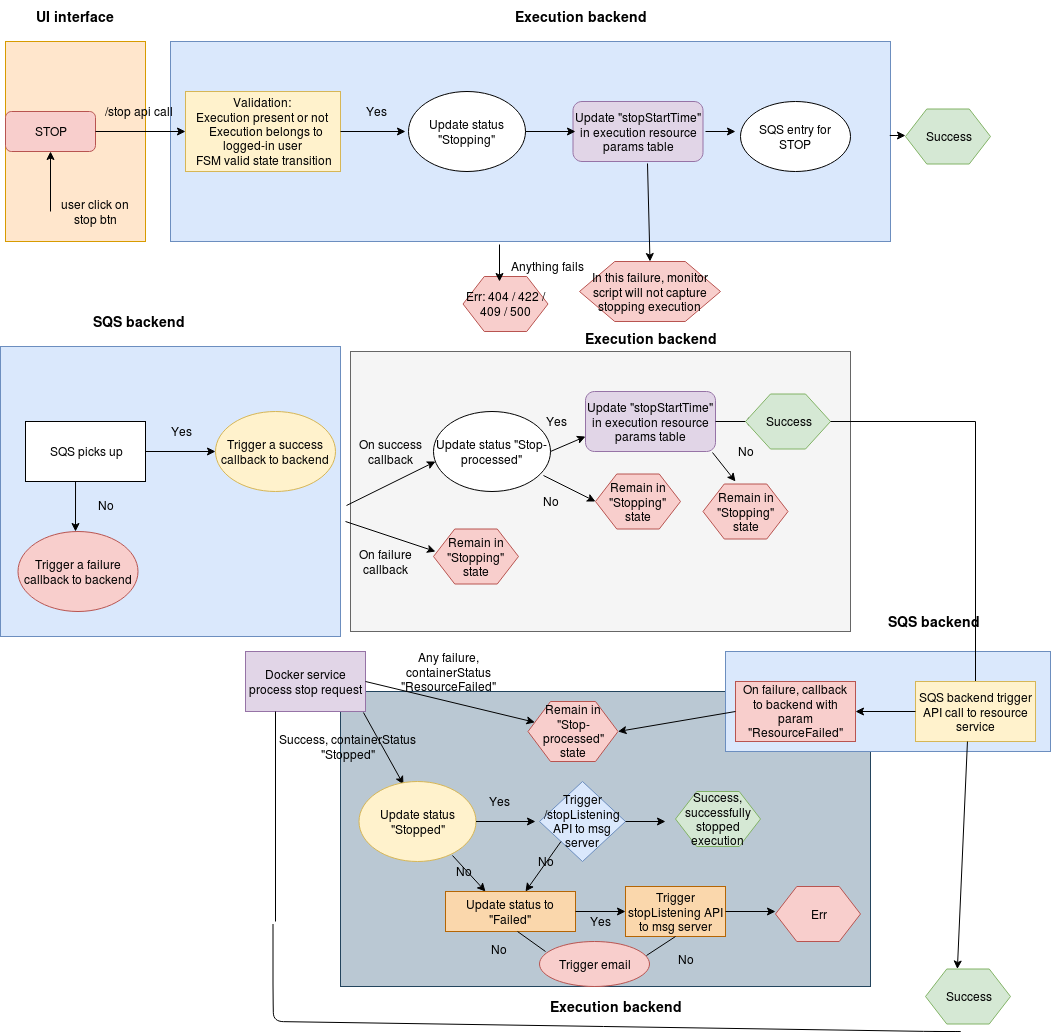 UI interface
Execution backend
STOP
/stop api call
user click on
stop btn
Validation:
Execution present or not
Execution belongs to
logged-in user
FSM valid state transition
Yes
Update status
"Stopping"
Update "stopStartTime"
in execution resource
params table
SQS entry for
STOP
Success
Anything fails
Err: 404 / 422 /
409 / 500
In this failure, monitor
script will not capture
stopping execution
SQS backend
SQS picks up
Yes
Trigger a success
callback to backend
No
Trigger a failure
callback to backend
Execution backend
On success
callback
On failure
callback
Update status "Stop-
processed"
Yes
Update "stopStartTime"
in execution resource
params table
Success
No
Remain in
"Stopping"
state
No
Remain in
"Stopping"
state
Remain in
"Stopping"
state
SQS backend
SQS backend trigger
API call to resource
service
On failure, callback
to backend with
param
"ResourceFailed"
Docker service
process stop request
Any failure,
containerStatus
"ResourceFailed"
Remain in
"Stop-
processed"
state
Success, containerStatus
"Stopped"
Update status
"Stopped"
Yes
Trigger
/stopListening
API to msg
server
Success,
successfully
stopped
execution
No
No
Update status to
"Failed"
Yes
Trigger
stopListening API
to msg server
Err
No
Trigger email
No
Execution backend
Success